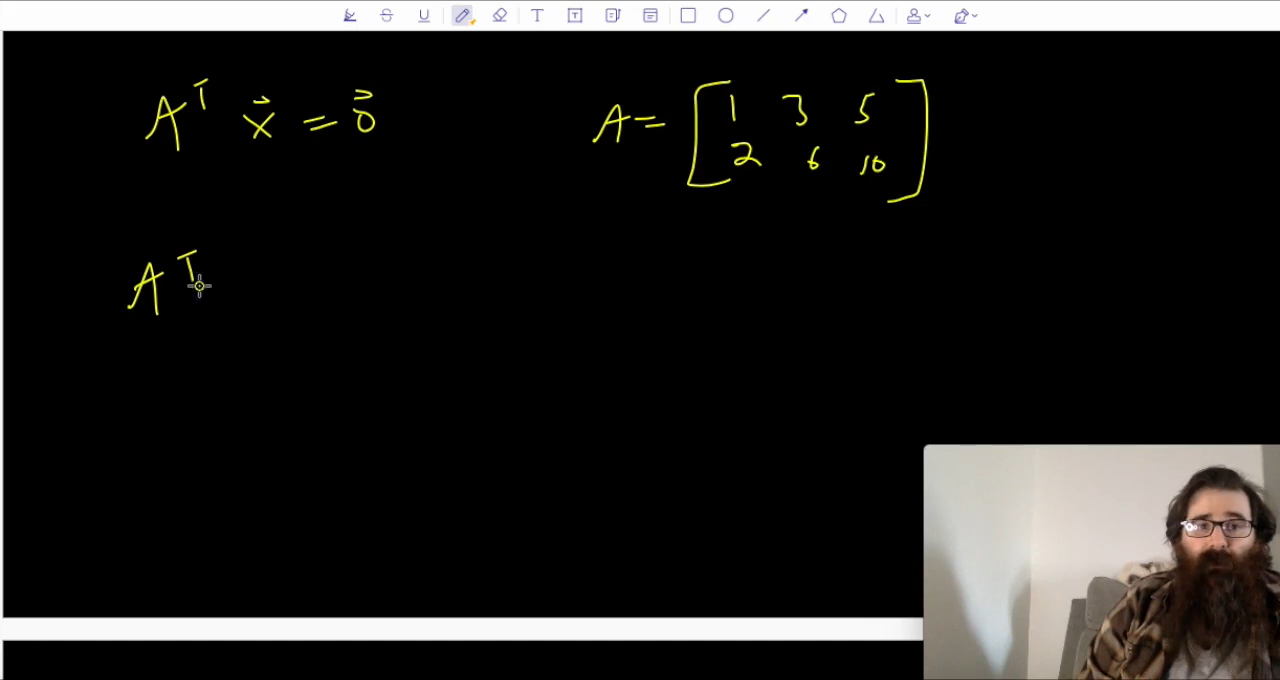 A^T x⃗ = 0⃗
A = [1 3 5
2 6 10]
A^T